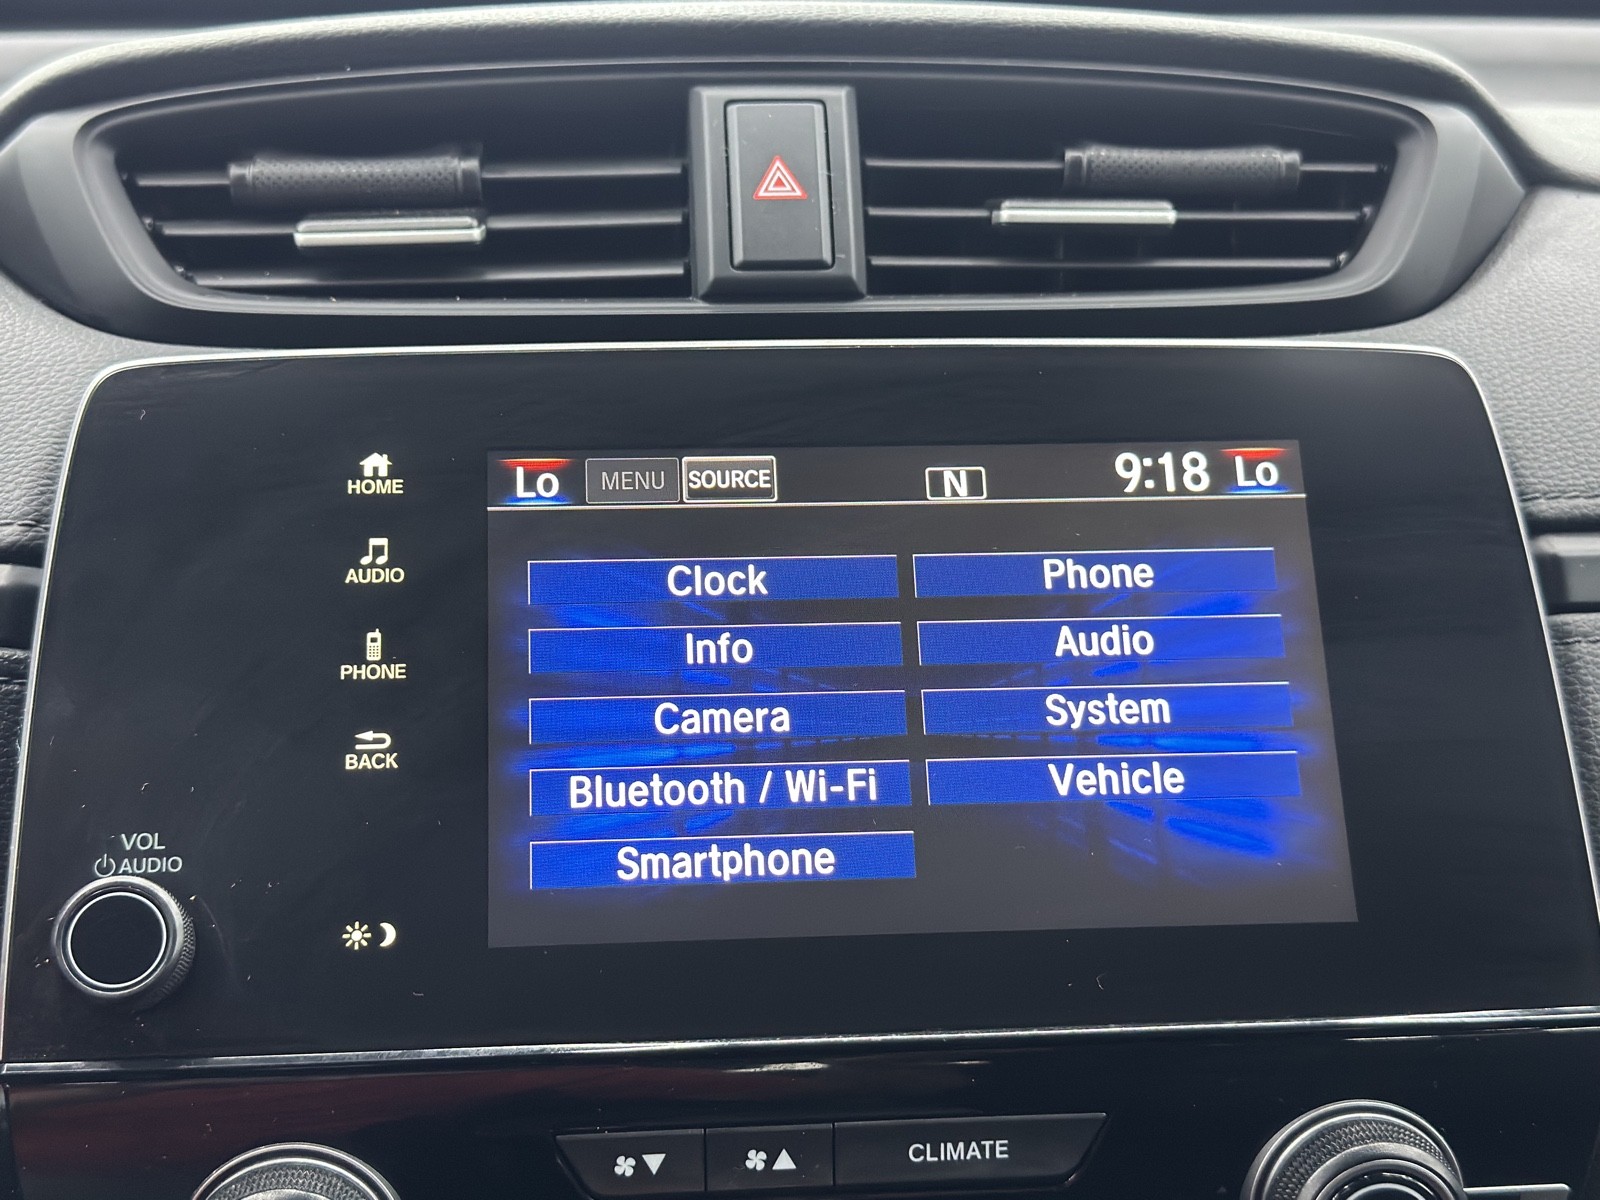 HOME
AUDIO
PHONE
BACK
VOL
AUDIO
Lo MENU SOURCE N 9:18 Lo
Clock Phone
Info Audio
Camera System
Bluetooth / Wi-Fi Vehicle
Smartphone
CLIMATE